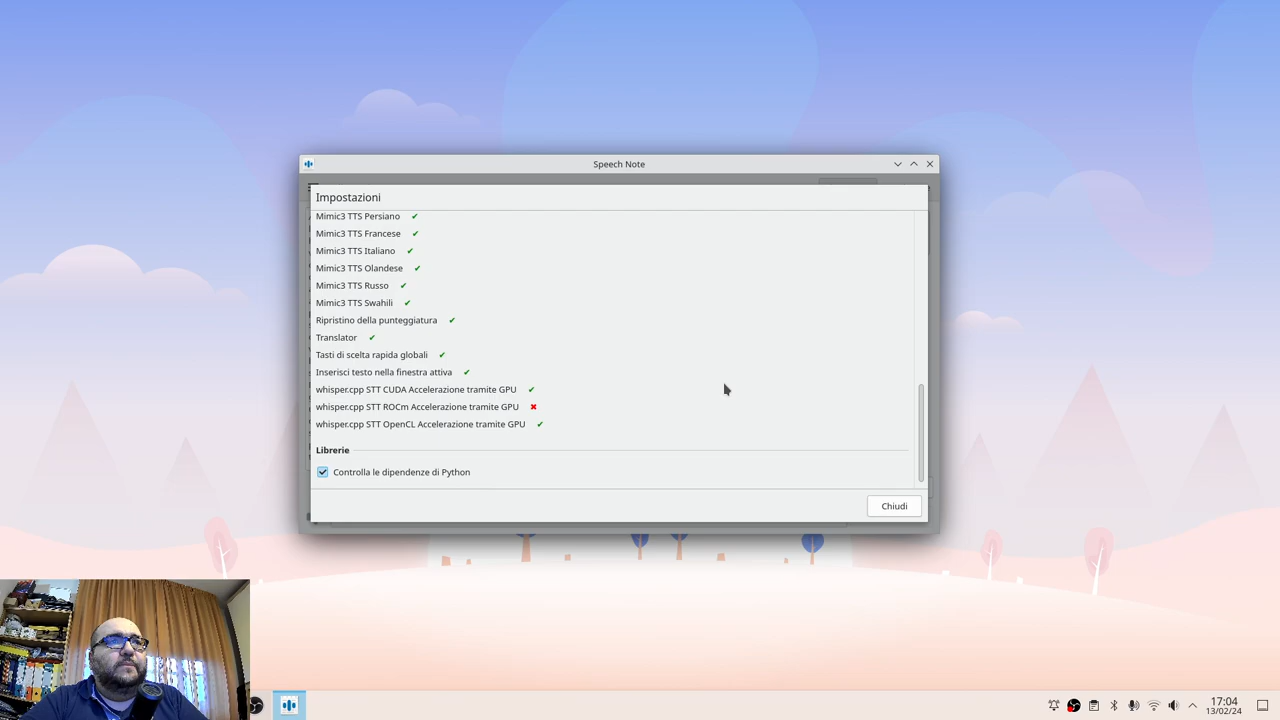 Speech Note
Impostazioni
Mimic3 TTS Persiano ✔
Mimic3 TTS Francese ✔
Mimic3 TTS Italiano ✔
Mimic3 TTS Olandese ✔
Mimic3 TTS Russo ✔
Mimic3 TTS Swahili ✔
Ripristino della punteggiatura ✔
Translator ✔
Tasti di scelta rapida globali ✔
Inserisci testo nella finestra attiva ✔
whisper.cpp STT CUDA Accelerazione tramite GPU ✔
whisper.cpp STT ROCm Accelerazione tramite GPU ✖
whisper.cpp STT OpenCL Accelerazione tramite GPU ✔
Librerie
Controlla le dipendenze di Python
Chiudi
17:04
13/02/24